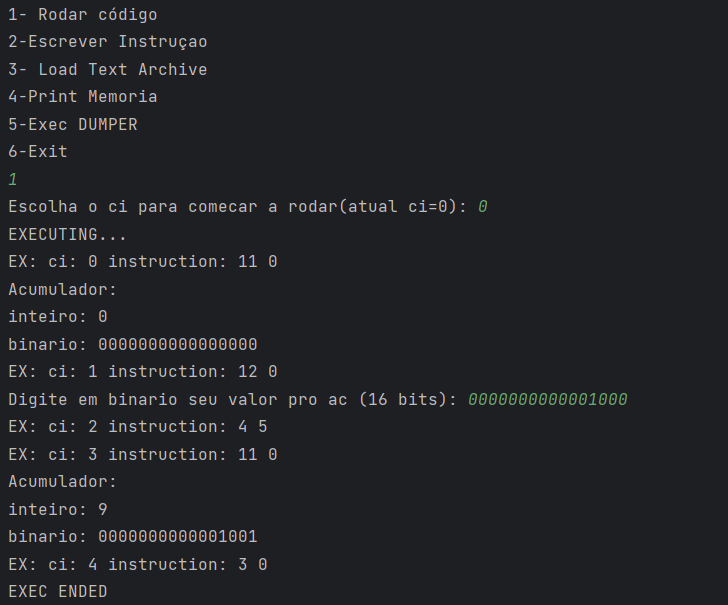 1- Rodar código
2-Escrever Instruçao
3- Load Text Archive
4-Print Memoria
5-Exec DUMPER
6-Exit
1
Escolha o ci para comecar a rodar(atual ci=0): 0
EXECUTING...
EX: ci: 0 instruction: 11 0
Acumulador:
inteiro: 0
binario: 0000000000000000
EX: ci: 1 instruction: 12 0
Digite em binario seu valor pro ac (16 bits): 0000000000001000
EX: ci: 2 instruction: 4 5
EX: ci: 3 instruction: 11 0
Acumulador:
inteiro: 9
binario: 0000000000001001
EX: ci: 4 instruction: 3 0
EXEC ENDED